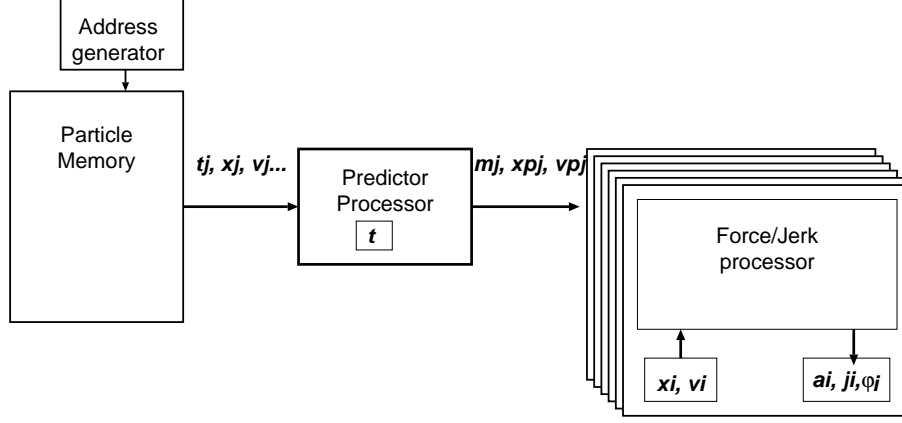 Address
generator
Particle
Memory
tj, xj, vj...
Predictor
Processor
t
mj, xpj, vpj
Force/Jerk
processor
xi, vi
ai, ji,φi